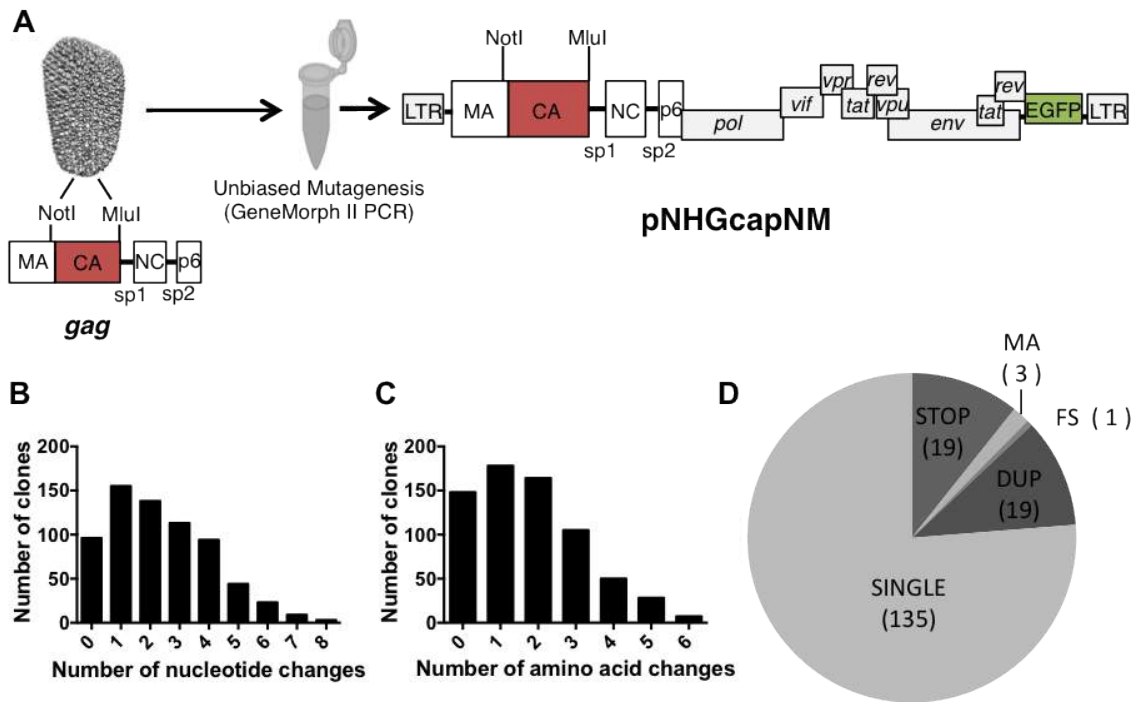 A
NotI
MluI
LTR
MA
CA
NC
p6
sp1
sp2
pol
vif
vpr
tat
rev
vpu
env
tat
rev
EGFP
LTR
Unbiased Mutagenesis
(GeneMorph II PCR)
pNHGcapNM
NotI
MluI
MA
CA
NC
p6
sp1
sp2
gag
B
Number of clones
200
150
100
50
0
0 1 2 3 4 5 6 7 8
Number of nucleotide changes
C
Number of clones
200
150
100
50
0
0 1 2 3 4 5 6
Number of amino acid changes
D
MA
( 3 )
FS ( 1 )
STOP
(19)
DUP
(19)
SINGLE
(135)